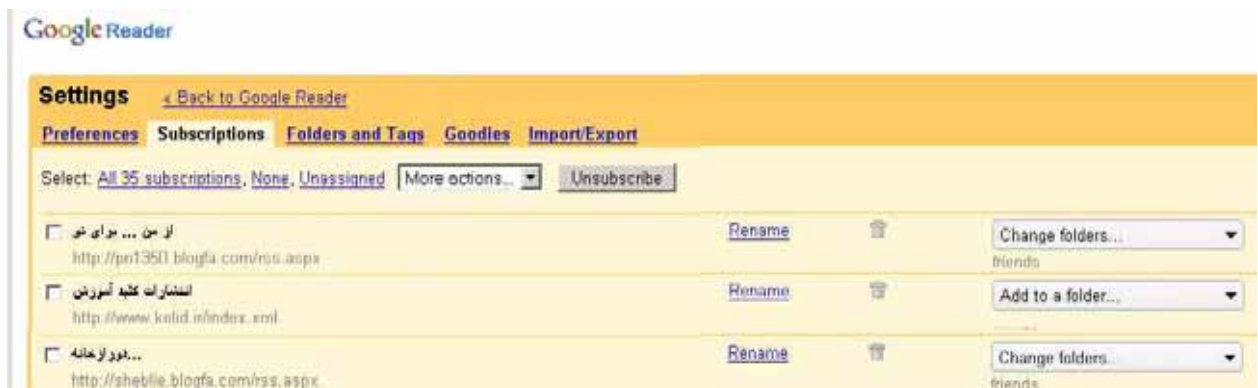 Google Reader
Settings « Back to Google Reader
Preferences Subscriptions Folders and Tags Goodies Import/Export
Select: All 35 subscriptions, None, Unassigned More actions... Unsubscribe
از من ... برای تو Rename Change folders...
http://pn1350.blogfa.com/rss.aspx friends
انتشارات کلید آموزش Rename Add to a folder...
http://www.kelid.ir/index.xml
دور از خانه... Rename Change folders...
http://sheblie.blogfa.com/rss.aspx friends